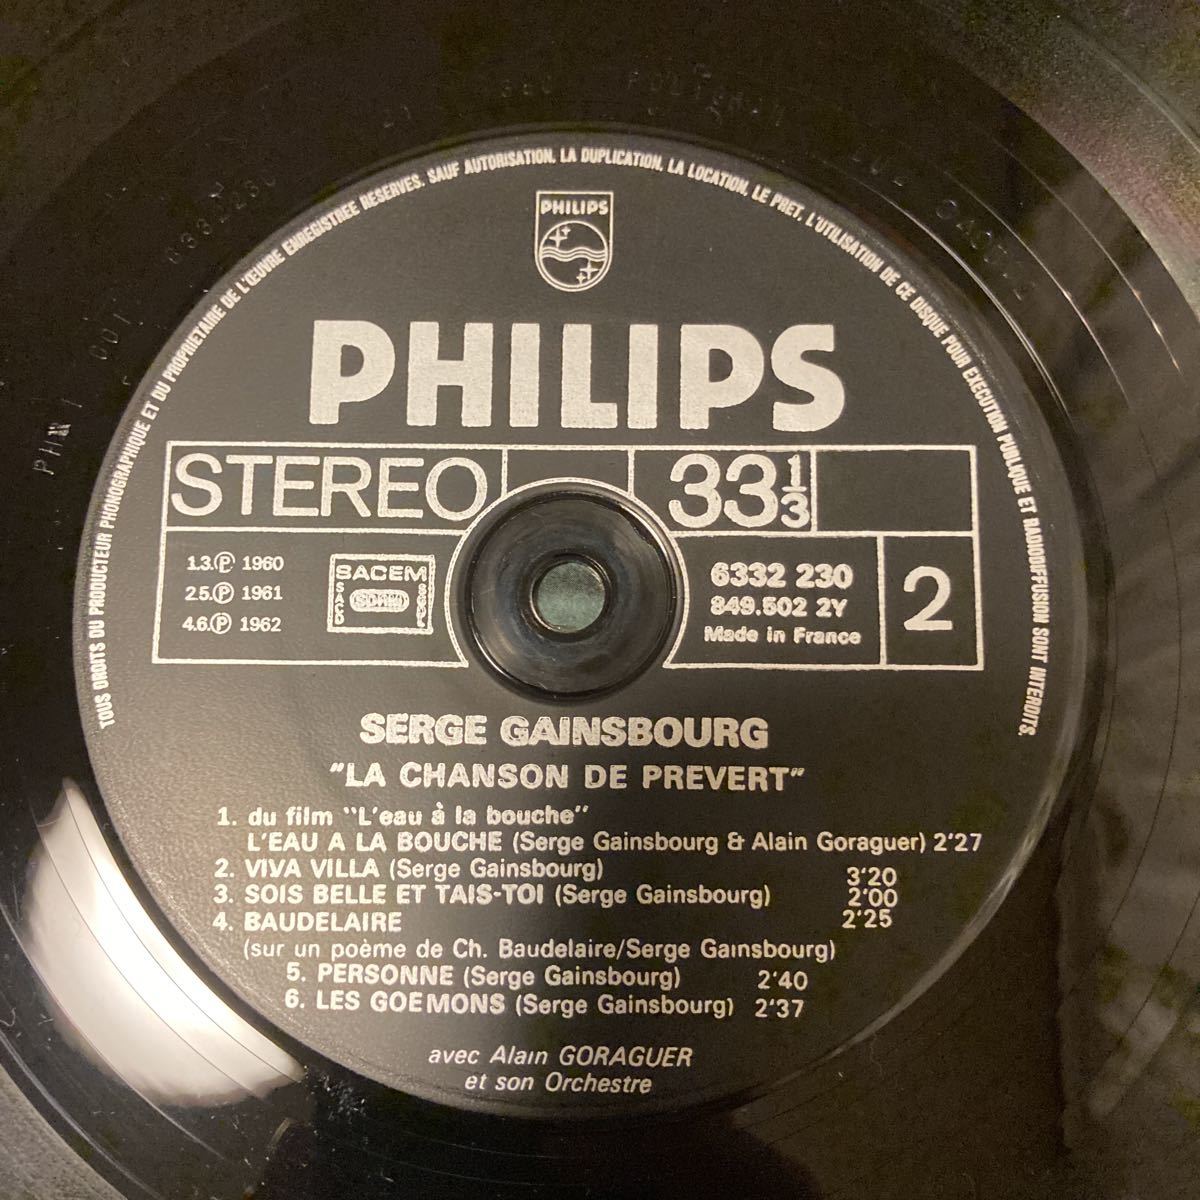 TOUS DROITS DU PRODUCTEUR PHONOGRAPHIQUE ET DU PROPRIETAIRE DE L'ŒUVRE ENREGISTREE RESERVES. SAUF AUTORISATION, LA DUPLICATION, LA LOCATION, LE PRET, L'UTILISATION DE CE DISQUE POUR EXECUTION PUBLIQUE ET RADIODIFFUSION SONT INTERDITS.
PHILIPS
PHILIPS
STEREO 33 1/3
1.3.Ⓟ 1960
2.5.Ⓟ 1961
4.6.Ⓟ 1962
SACEM
SACD
SDRM
SGDL
6332 230
849.502 2Y
Made in France
2
SERGE GAINSBOURG
"LA CHANSON DE PREVERT"
1. du film "L'eau à la bouche"
L'EAU A LA BOUCHE (Serge Gainsbourg & Alain Goraguer) 2'27
2. VIVA VILLA (Serge Gainsbourg) 3'20
3. SOIS BELLE ET TAIS-TOI (Serge Gainsbourg) 2'00
4. BAUDELAIRE 2'25
(sur un poème de Ch. Baudelaire/Serge Gainsbourg)
5. PERSONNE (Serge Gainsbourg) 2'40
6. LES GOEMONS (Serge Gainsbourg) 2'37
avec Alain GORAGUER
et son Orchestre